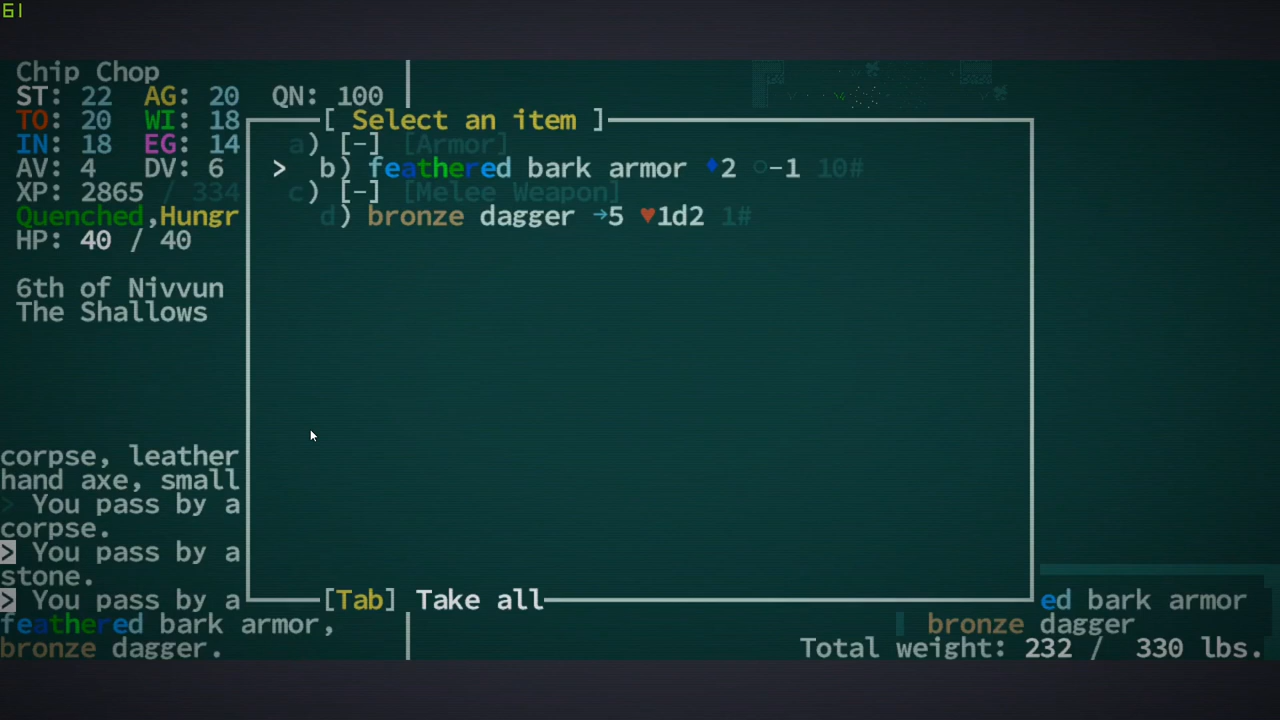 61
Chip Chop
ST: 22 AG: 20 QN: 100
TO: 20 WI: 18
IN: 18 EG: 14
AV: 4 DV: 6
XP: 2865 / 334
Quenched,Hungr
HP: 40 / 40
6th of Nivvun
The Shallows
[ Select an item ]
a) [-] [Armor]
> b) feathered bark armor ♦2 ○-1 10#
c) [-] [Melee Weapon]
d) bronze dagger →5 ♥1d2 1#
corpse, leather
hand axe, small
> You pass by a
corpse.
> You pass by a
stone.
> You pass by a
feathered bark armor,
bronze dagger.
[Tab] Take all
ed bark armor
bronze dagger
Total weight: 232 / 330 lbs.